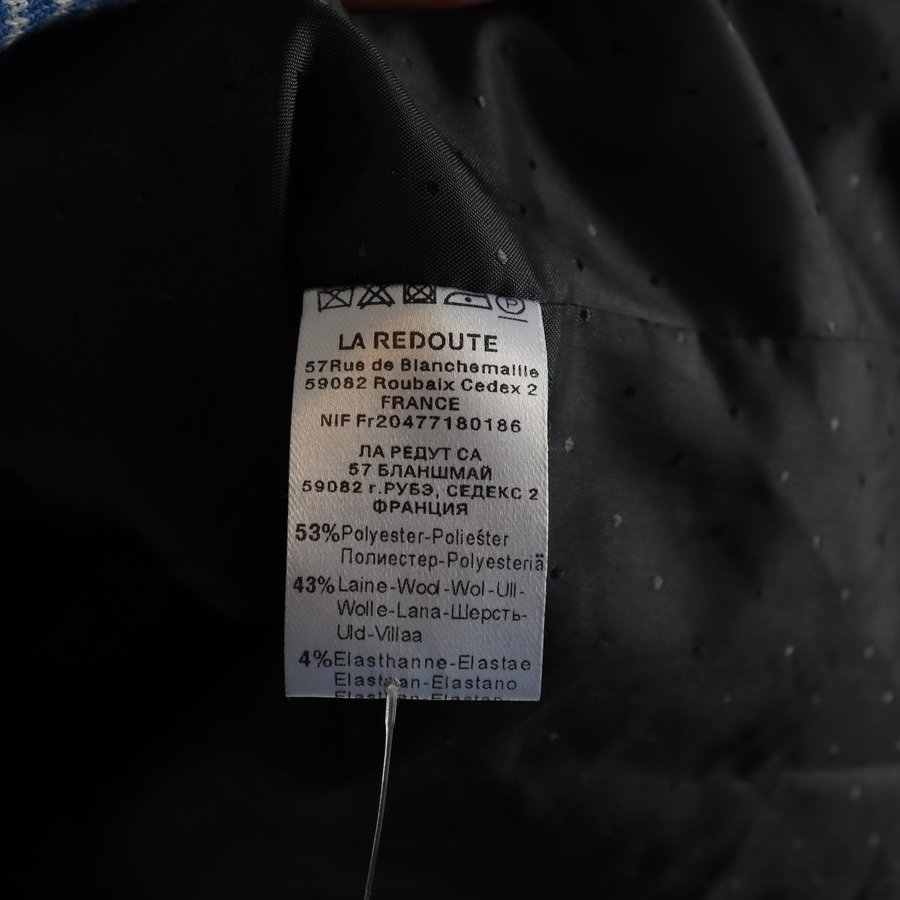 LA REDOUTE
57Rue de Blanchemaille
59082 Roubaix Cedex 2
FRANCE
NIF Fr20477180186
ЛА РЕДУТ СА
57 БЛАНШМАЙ
59082 г.РУБЭ, СЕДЕКС 2
ФРАНЦИЯ
53%Polyester-Poliešter
Полиестер-Polyesteriä
43%Laine-Wool-Wol-Ull-
Wolle-Lana-Шерсть-
Uld-Villaa
4%Elasthanne-Elastae
Elastaan-Elastano